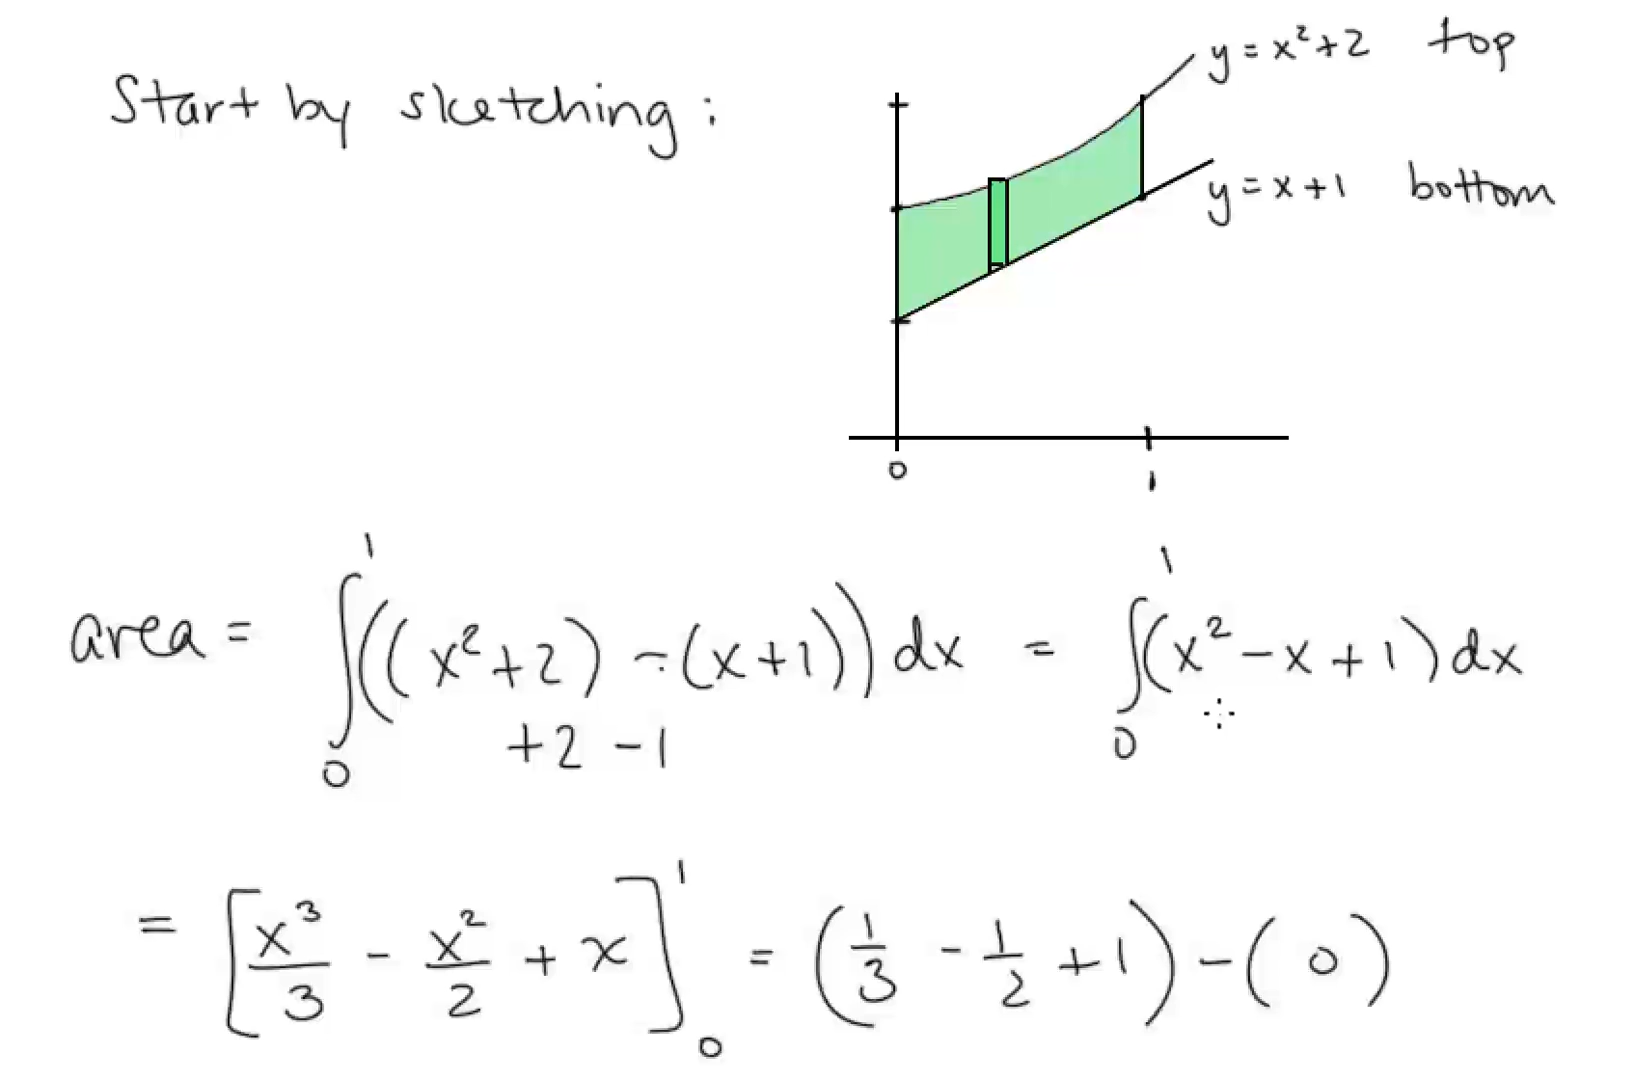 Start by sketching:
y = x²+2 top
y = x+1 bottom
0
1
area = ∫₀¹((x²+2) -(x+1))dx = ∫₀¹(x²-x+1)dx
+2 -1
= [x³/3 - x²/2 + x]₀¹ = (1/3 - 1/2 +1)-(0)